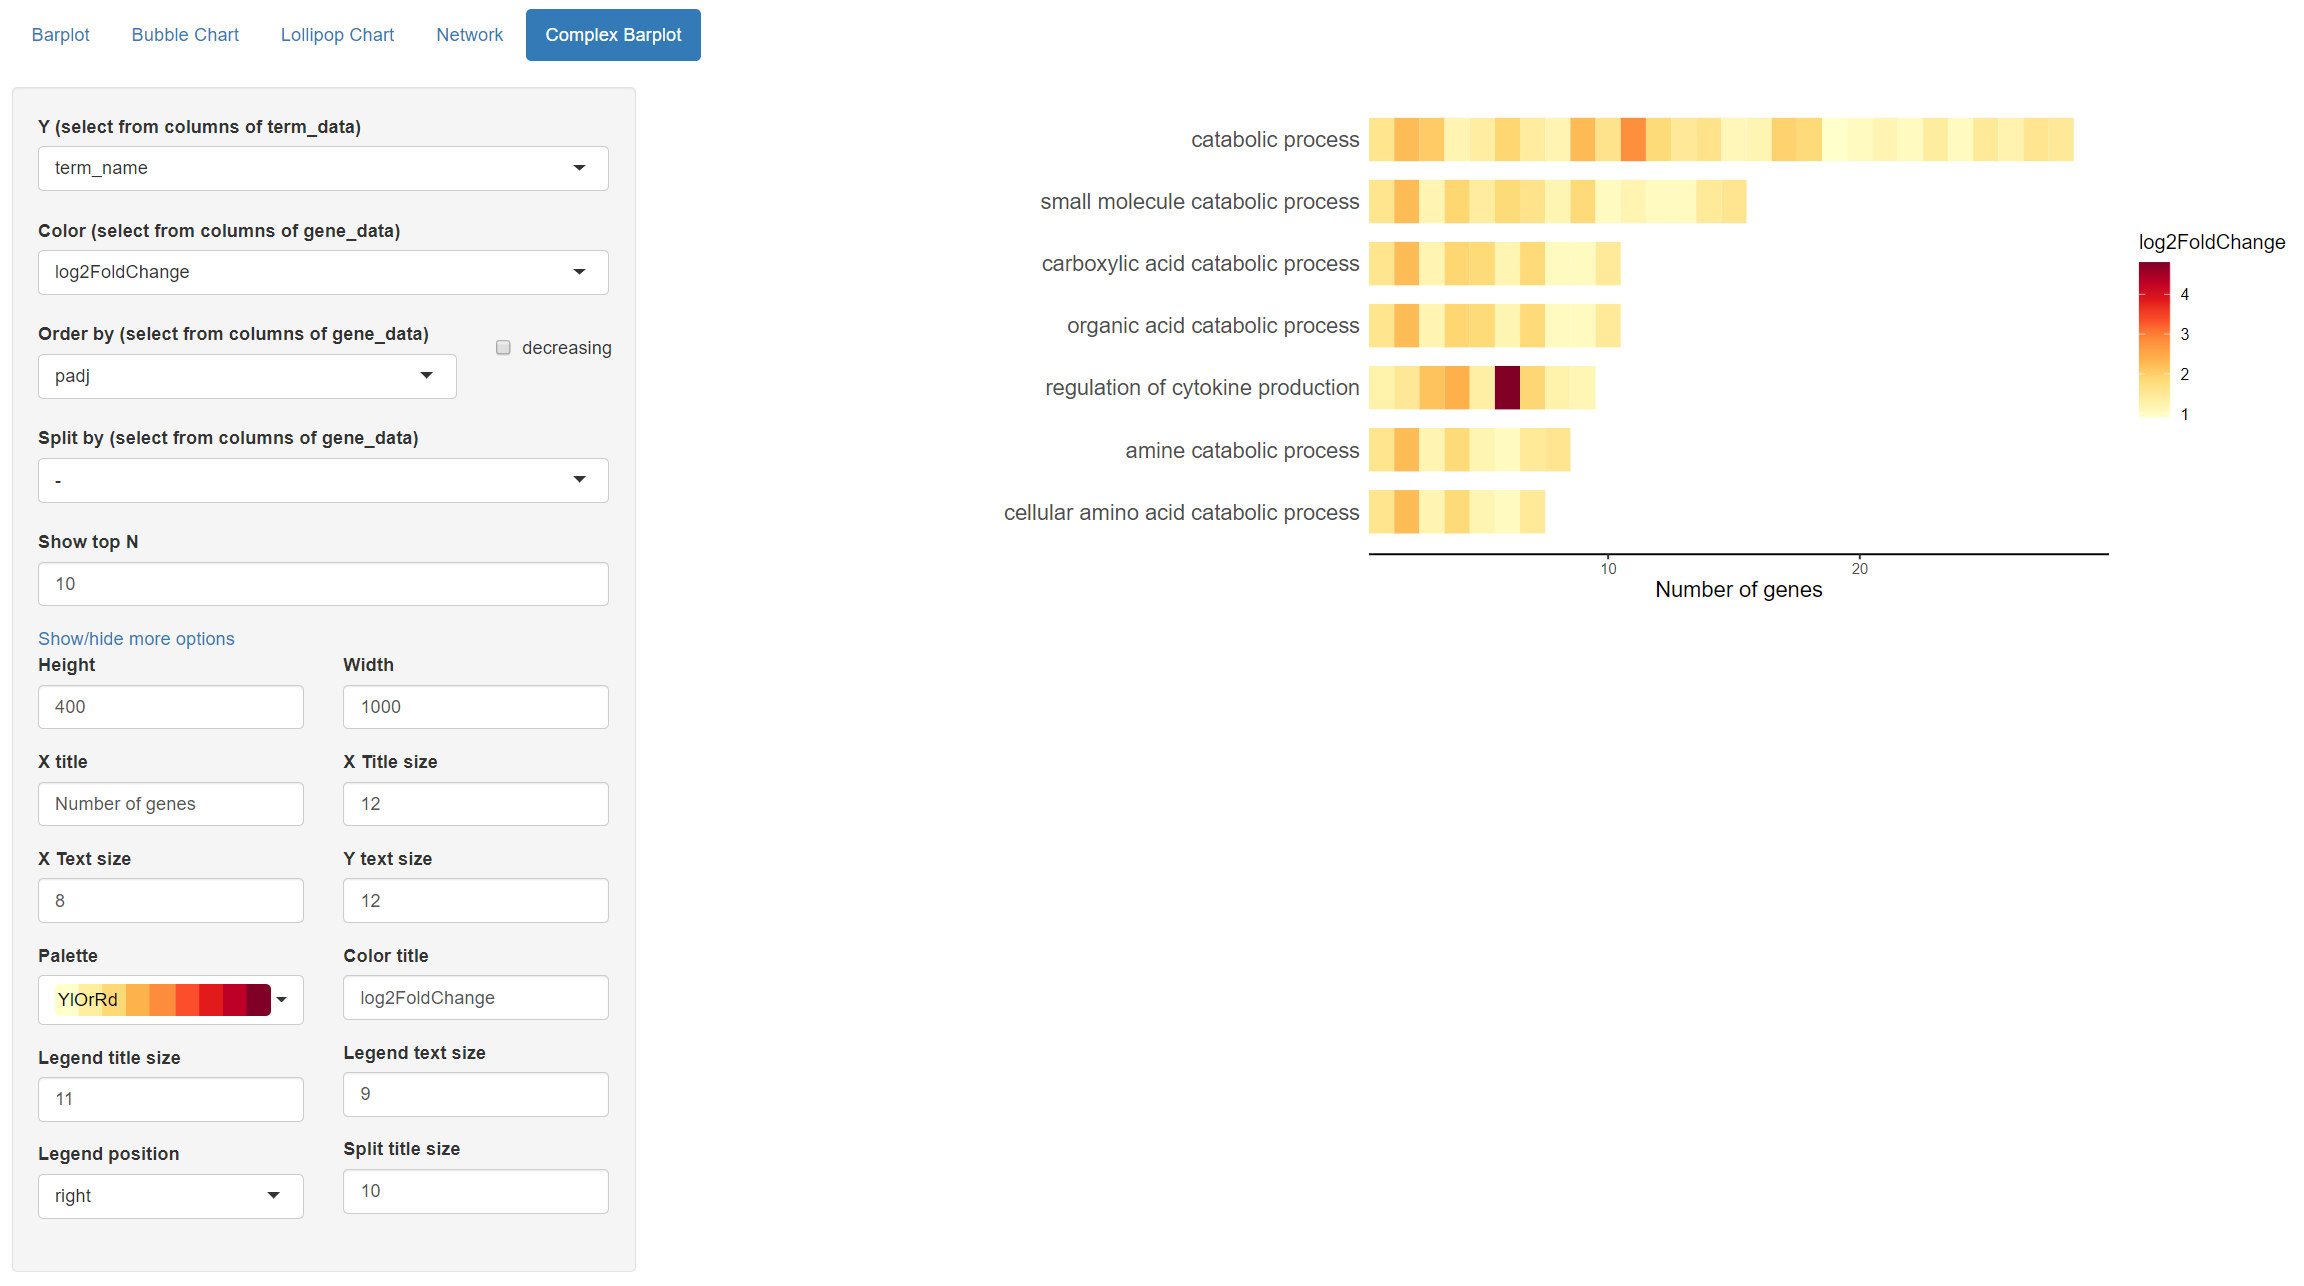 Barplot Bubble Chart Lollipop Chart Network Complex Barplot
Y (select from columns of term_data)
term_name
Color (select from columns of gene_data)
log2FoldChange
Order by (select from columns of gene_data)
decreasing
padj
Split by (select from columns of gene_data)
-
Show top N
10
Show/hide more options
Height Width
400 1000
X title X Title size
Number of genes 12
X Text size Y text size
8 12
Palette Color title
YlOrRd log2FoldChange
Legend title size Legend text size
11 9
Legend position Split title size
right 10
catabolic process
small molecule catabolic process
carboxylic acid catabolic process
organic acid catabolic process
regulation of cytokine production
amine catabolic process
cellular amino acid catabolic process
10 20
Number of genes
log2FoldChange
4
3
2
1